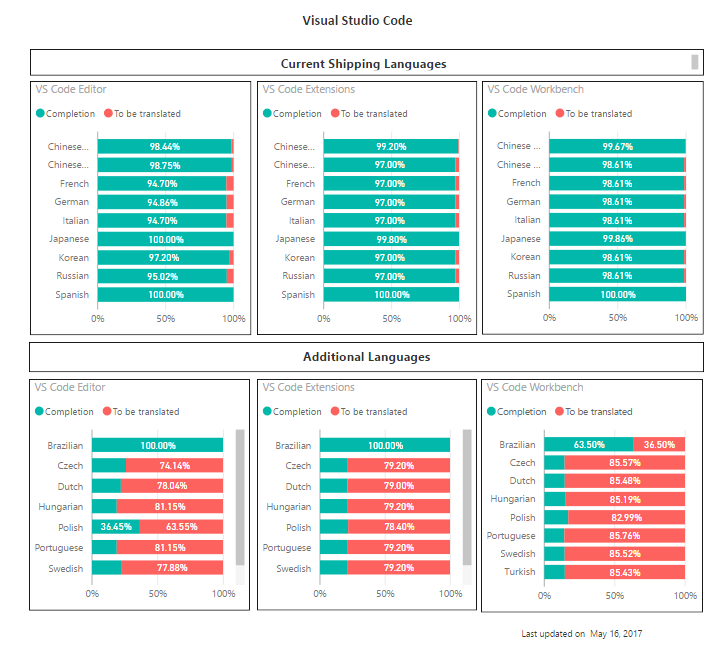 Visual Studio Code
Current Shipping Languages
VS Code Editor
Completion To be translated
Chinese... 98.44%
Chinese... 98.75%
French 94.70%
German 94.86%
Italian 94.70%
Japanese 100.00%
Korean 97.20%
Russian 95.02%
Spanish 100.00%
0% 50% 100%
VS Code Extensions
Completion To be translated
Chinese... 99.20%
Chinese... 97.00%
French 97.00%
German 97.00%
Italian 97.00%
Japanese 99.80%
Korean 97.00%
Russian 97.00%
Spanish 100.00%
0% 50% 100%
VS Code Workbench
Completion To be translated
Chinese ... 99.67%
Chinese ... 98.61%
French 98.61%
German 98.61%
Italian 98.61%
Japanese 99.86%
Korean 98.61%
Russian 98.61%
Spanish 100.00%
0% 50% 100%
Additional Languages
VS Code Editor
Completion To be translated
Brazilian 100.00%
Czech 74.14%
Dutch 78.04%
Hungarian 81.15%
Polish 36.45% 63.55%
Portuguese 81.15%
Swedish 77.88%
0% 50% 100%
VS Code Extensions
Completion To be translated
Brazilian 100.00%
Czech 79.20%
Dutch 79.00%
Hungarian 79.20%
Polish 78.40%
Portuguese 79.20%
Swedish 79.20%
0% 50% 100%
VS Code Workbench
Completion To be translated
Brazilian 63.50% 36.50%
Czech 85.57%
Dutch 85.48%
Hungarian 85.19%
Polish 82.99%
Portuguese 85.76%
Swedish 85.52%
Turkish 85.43%
0% 50% 100%
Last updated on May 16, 2017